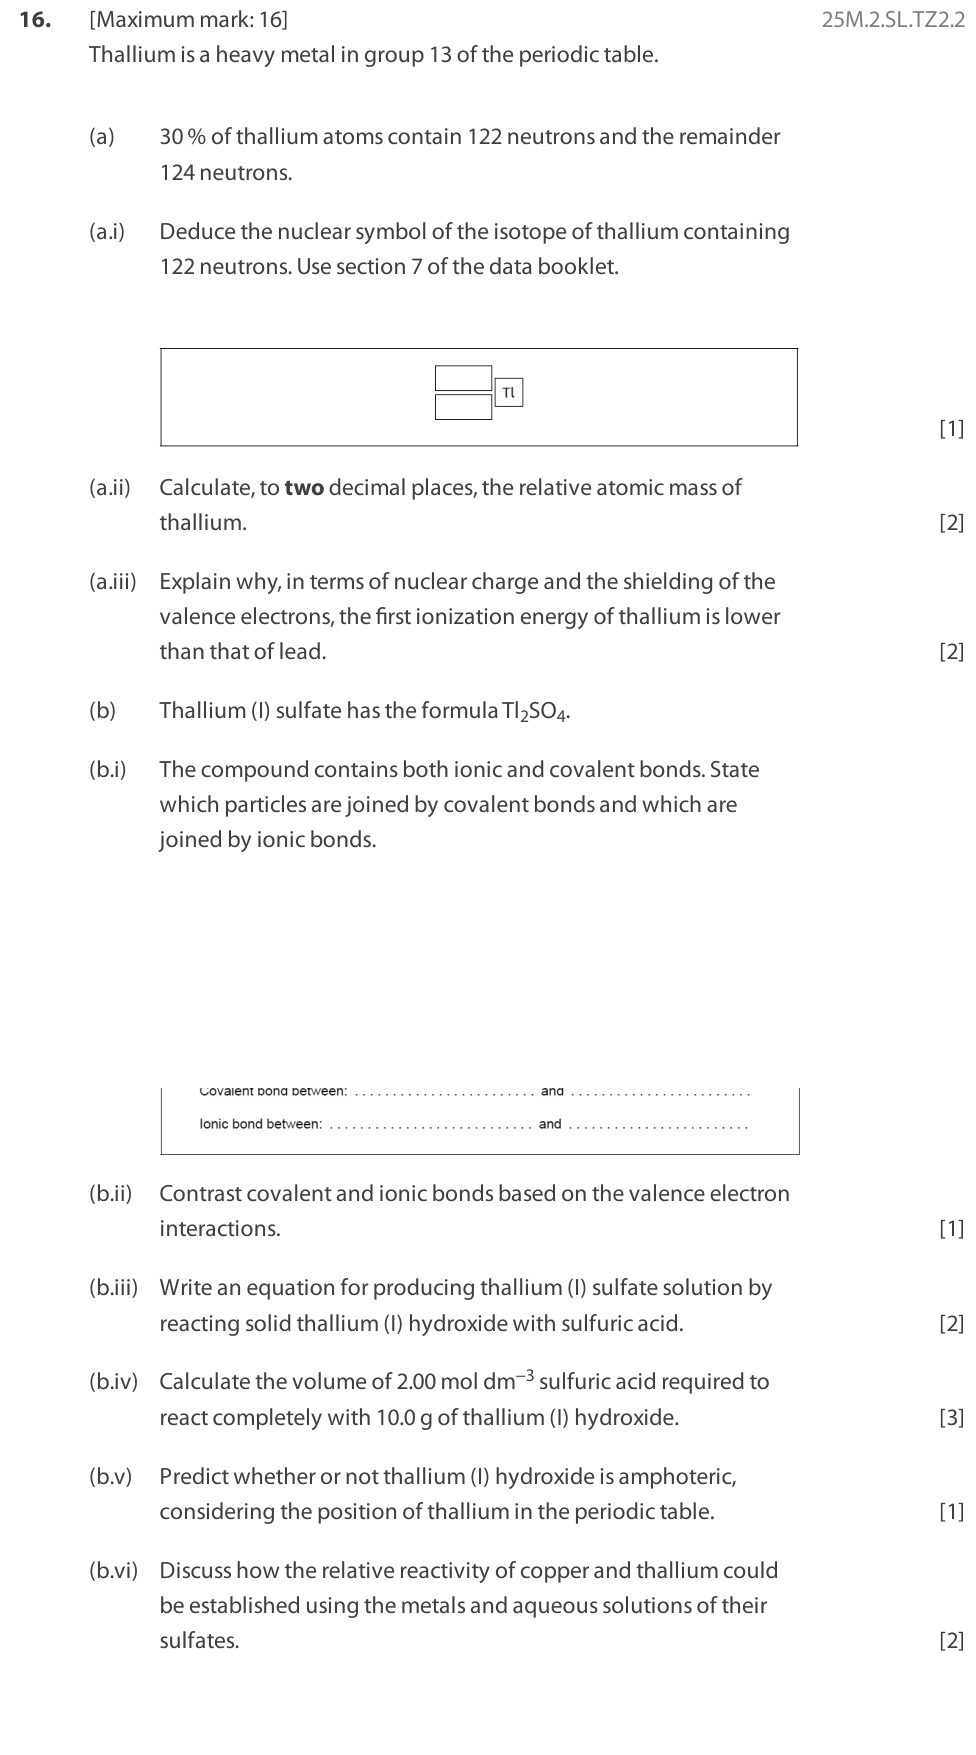 16. [Maximum mark: 16] 25M.2.SL.TZ2.2
Thallium is a heavy metal in group 13 of the periodic table.
(a) 30 % of thallium atoms contain 122 neutrons and the remainder
124 neutrons.
(a.i) Deduce the nuclear symbol of the isotope of thallium containing
122 neutrons. Use section 7 of the data booklet.
Tl
[1]
(a.ii) Calculate, to two decimal places, the relative atomic mass of
thallium. [2]
(a.iii) Explain why, in terms of nuclear charge and the shielding of the
valence electrons, the first ionization energy of thallium is lower
than that of lead. [2]
(b) Thallium (I) sulfate has the formula Tl₂SO₄.
(b.i) The compound contains both ionic and covalent bonds. State
which particles are joined by covalent bonds and which are
joined by ionic bonds.
Covalent bond between: ........................ and ........................
Ionic bond between: ........................... and ........................
(b.ii) Contrast covalent and ionic bonds based on the valence electron
interactions. [1]
(b.iii) Write an equation for producing thallium (I) sulfate solution by
reacting solid thallium (I) hydroxide with sulfuric acid. [2]
(b.iv) Calculate the volume of 2.00 mol dm⁻³ sulfuric acid required to
react completely with 10.0 g of thallium (I) hydroxide. [3]
(b.v) Predict whether or not thallium (I) hydroxide is amphoteric,
considering the position of thallium in the periodic table. [1]
(b.vi) Discuss how the relative reactivity of copper and thallium could
be established using the metals and aqueous solutions of their
sulfates. [2]